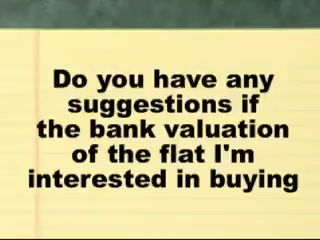 Do you have any
suggestions if
the bank valuation
of the flat I'm
interested in buying